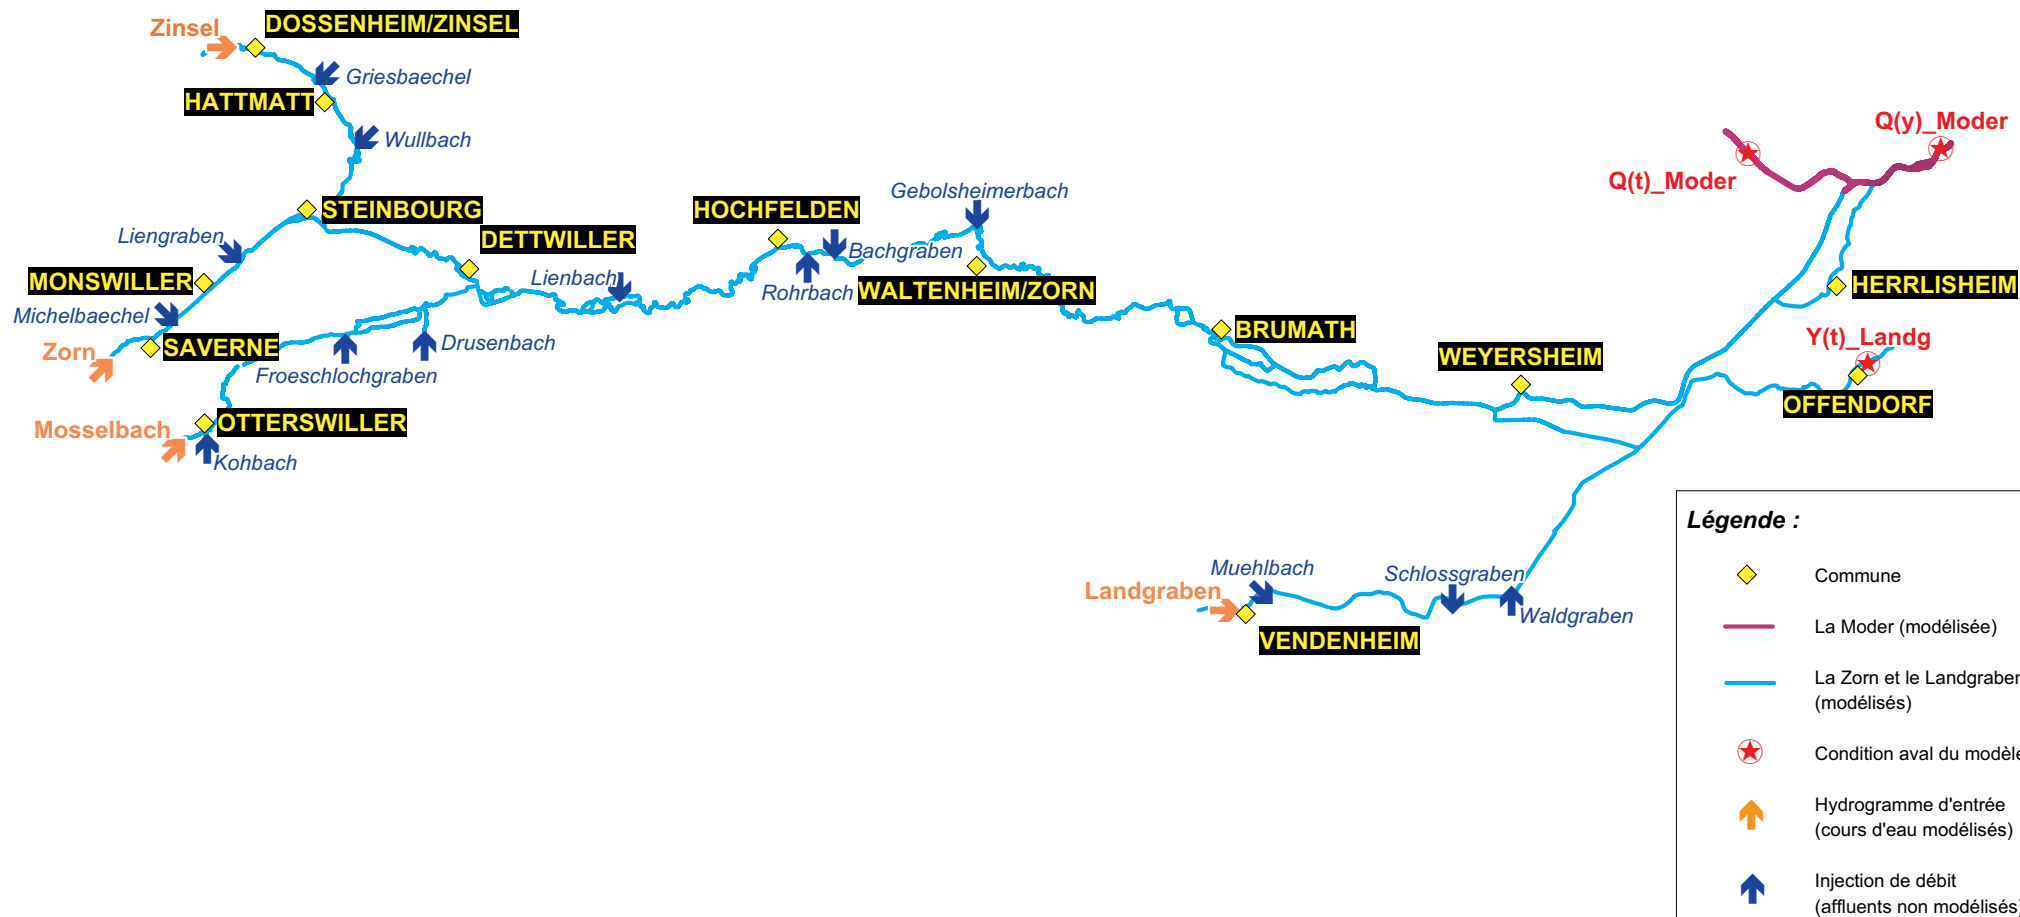 Zinsel
DOSSENHEIM/ZINSEL
Griesbaechel
HATTMATT
Wullbach
Q(y)_Moder
Q(t)_Moder
Gebolsheimerbach
STEINBOURG
HOCHFELDEN
Liengraben
DETTWILLER
Bachgraben
MONSWILLER
Lienbach
Rohrbach
WALTENHEIM/ZORN
HERRLISHEIM
Michelbaechel
Zorn
SAVERNE
Drusenbach
BRUMATH
Y(t)_Landg
WEYERSHEIM
Froeschlochgraben
OFFENDORF
Mosselbach
OTTERSWILLER
Kohbach
Légende :
Muehlbach
Schlossgraben
Landgraben
Waldgraben
VENDENHEIM
Commune
La Moder (modélisée)
La Zorn et le Landgraben
(modélisés)
Condition aval du modèle
Hydrogramme d'entrée
(cours d'eau modélisés)
Injection de débit
(affluents non modélisés)